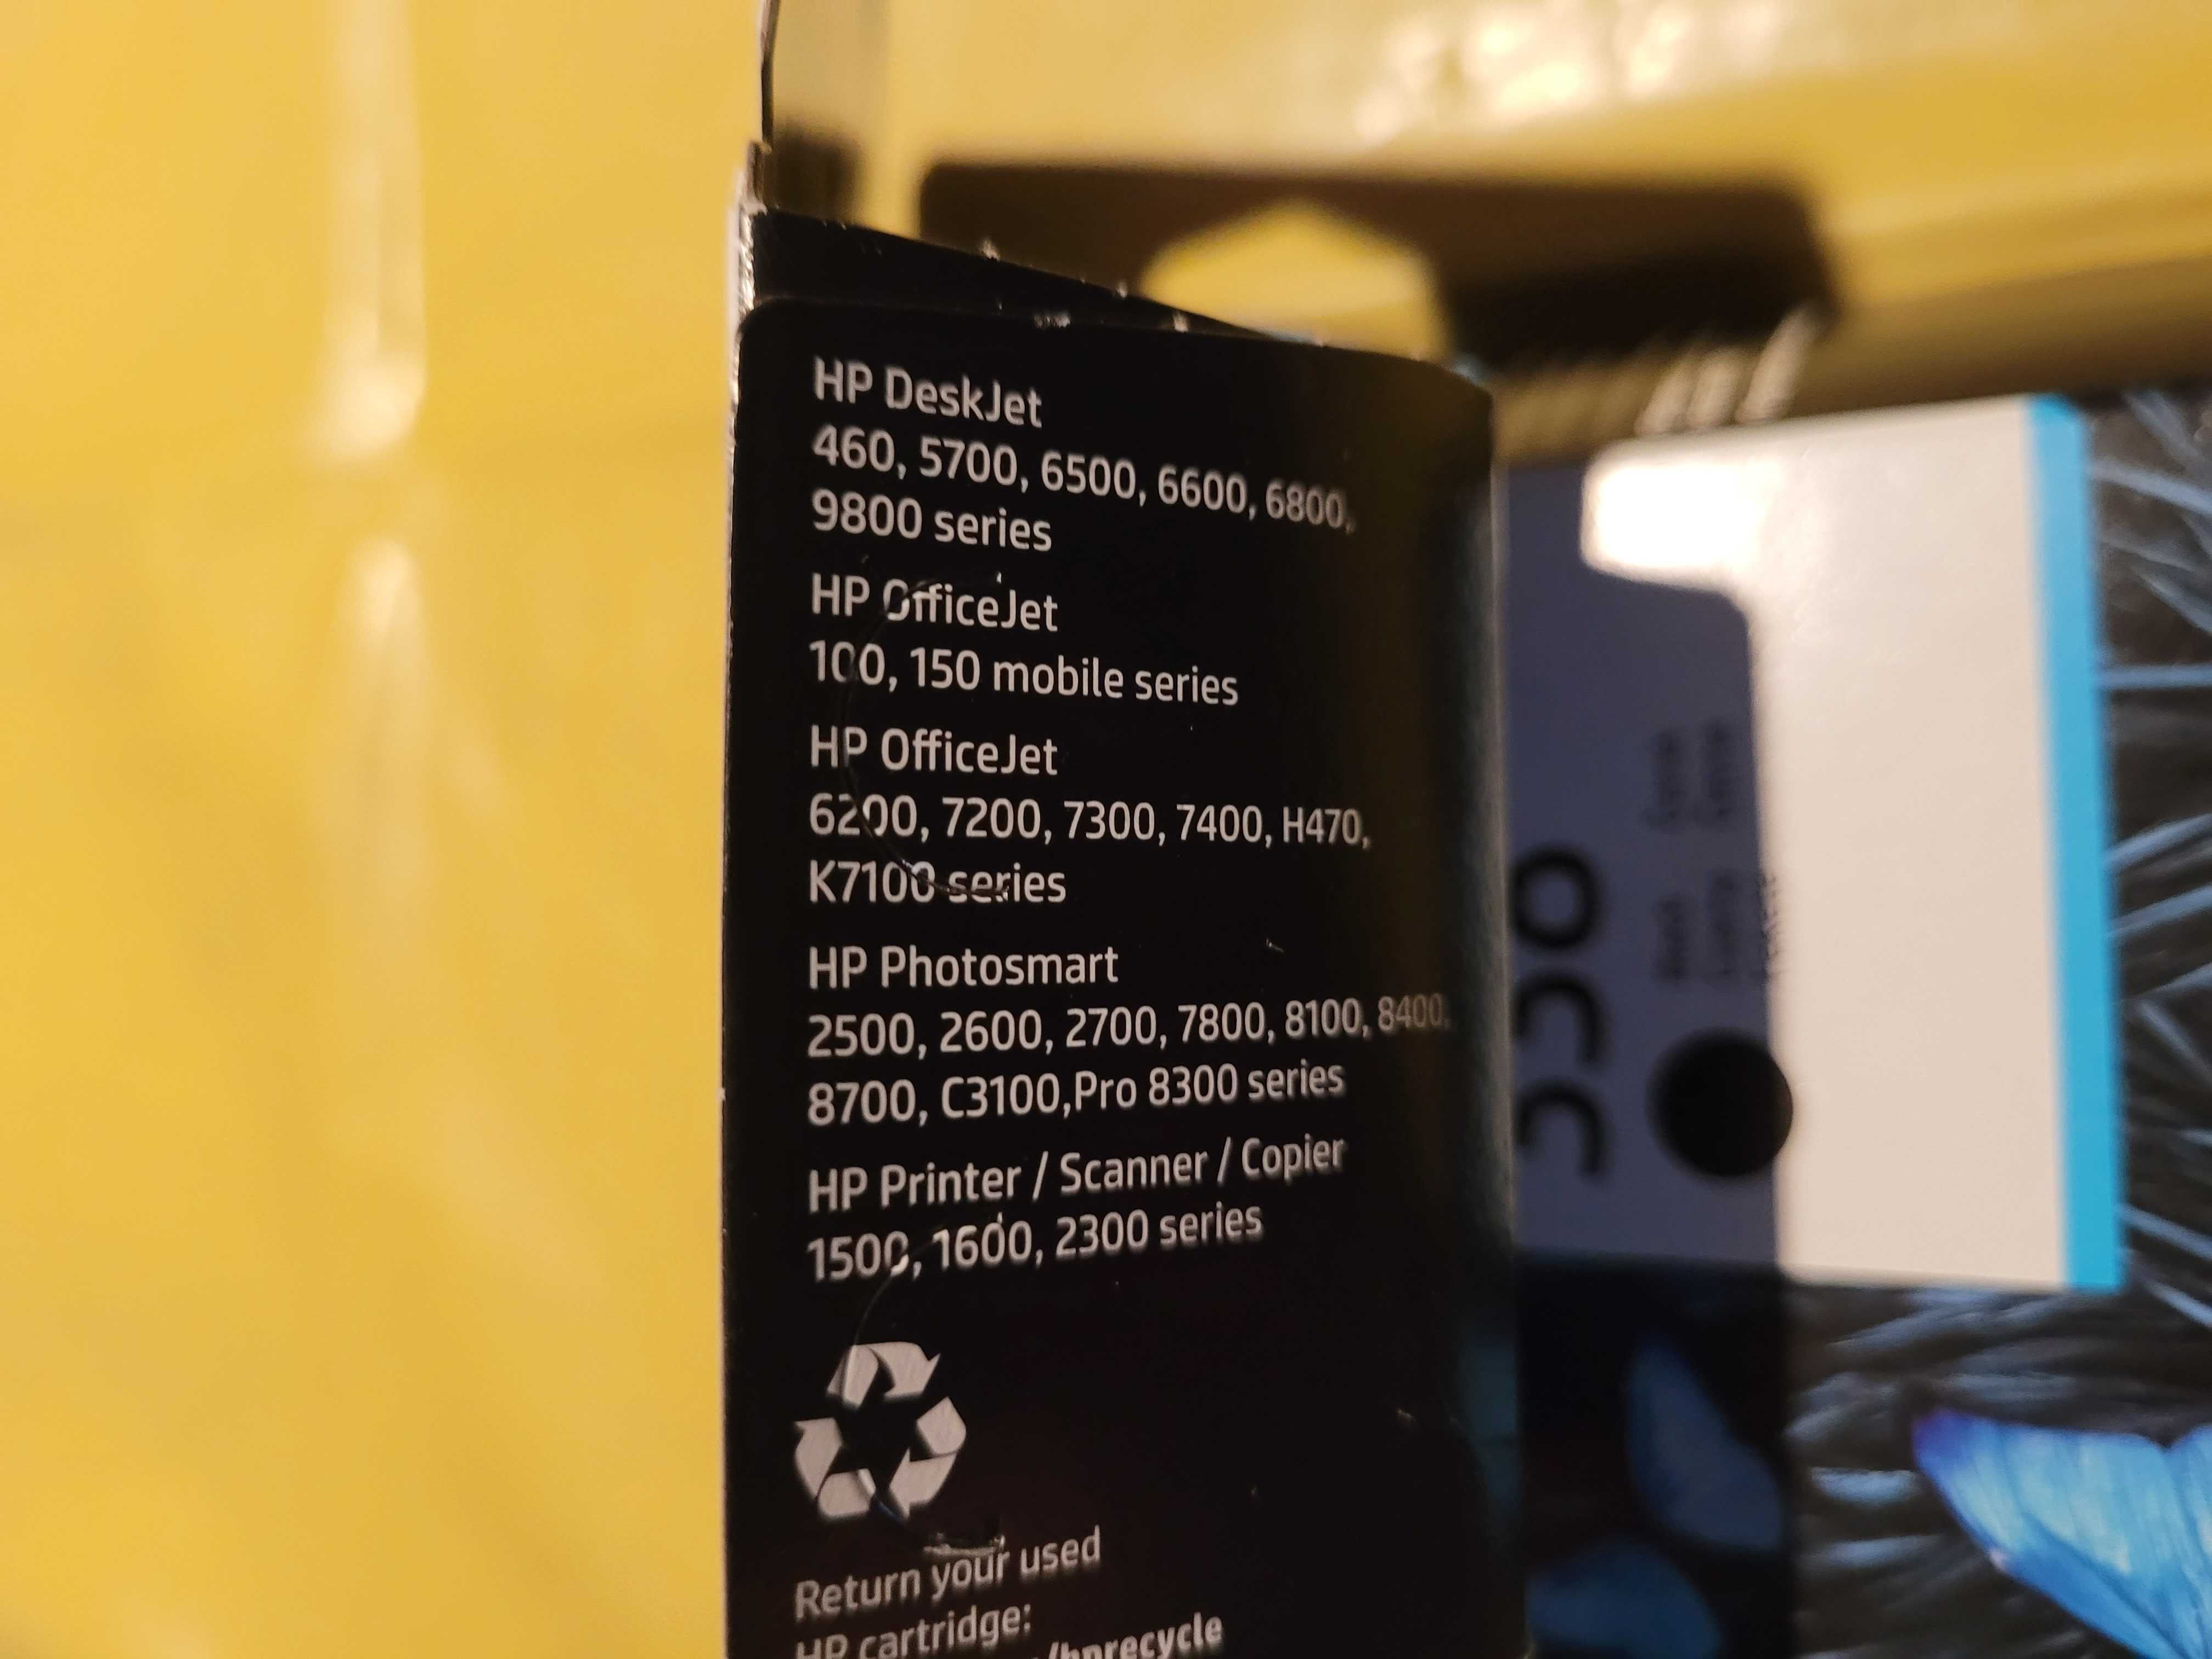 HP DeskJet
460, 5700, 6500, 6600, 6800,
9800 series
HP OfficeJet
100, 150 mobile series
HP OfficeJet
6200, 7200, 7300, 7400, H470,
K7100 series
HP Photosmart
2500, 2600, 2700, 7800, 8100, 8400,
8700, C3100,Pro 8300 series
HP Printer / Scanner / Copier
1500, 1600, 2300 series
Return your used
HP cartridge:
/hprecycle